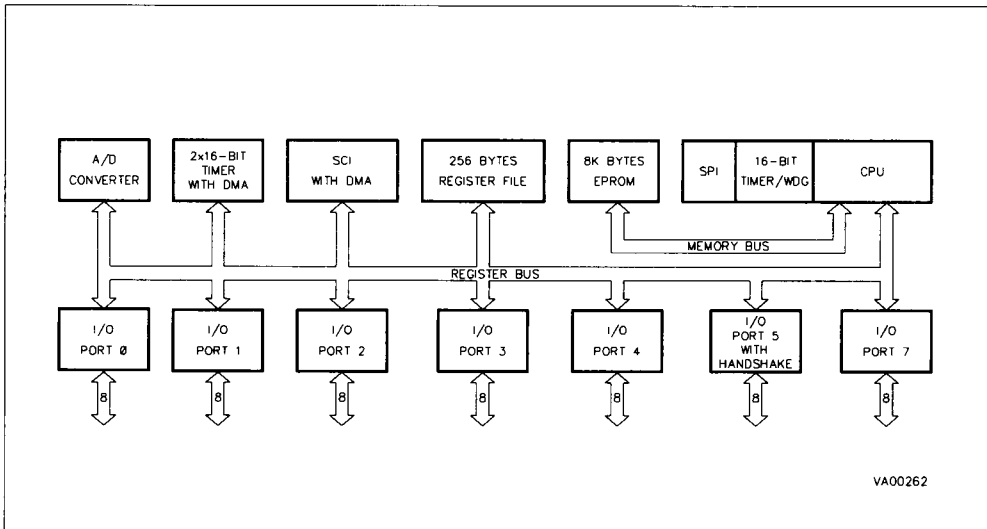 A/D
CONVERTER
2x16-BIT
TIMER
WITH DMA
SCI
WITH DMA
256 BYTES
REGISTER FILE
8K BYTES
EPROM
SPI
16-BIT
TIMER/WDG
CPU
MEMORY BUS
REGISTER BUS
I/O
PORT 0
I/O
PORT 1
I/O
PORT 2
I/O
PORT 3
I/O
PORT 4
I/O
PORT 5
WITH
HANDSHAKE
I/O
PORT 7
8
8
8
8
8
8
8
VA00262